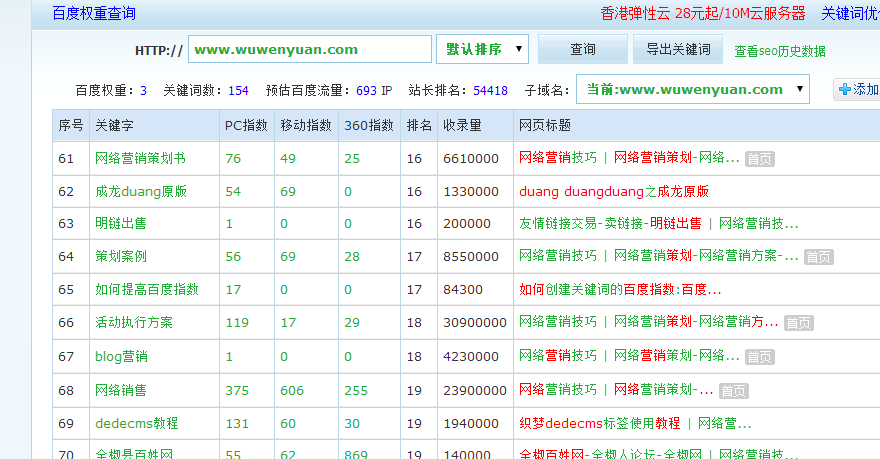 百度权重查询 香港弹性云 28元起/10M云服务器 关键词优
HTTP:// www.wuwenyuan.com 默认排序 查询 导出关键词 查看seo历史数据
百度权重：3 关键词数：154 预估百度流量：693 IP 站长排名：54418 子域名： 当前:www.wuwenyuan.com 添加
序号 关键字 PC指数 移动指数 360指数 排名 收录量 网页标题
61 网络营销策划书 76 49 25 16 6610000 网络营销技巧 | 网络营销策划-网络... 首页
62 成龙duang原版 54 69 0 16 1330000 duang duangduang之成龙原版
63 明链出售 1 0 0 16 200000 友情链接交易-卖链接-明链出售 | 网络营销技...
64 策划案例 56 69 28 17 8550000 网络营销技巧 | 网络营销策划-网络营销方案-... 首页
65 如何提高百度指数 17 0 0 17 84300 如何创建关键词的百度指数:百度...
66 活动执行方案 119 17 29 18 30900000 网络营销技巧 | 网络营销策划-网络营销方... 首页
67 blog营销 1 0 0 18 4230000 网络营销技巧 | 网络营销策划-网络... 首页
68 网络销售 375 606 255 19 23900000 网络营销技巧 | 网络营销策划-... 首页
69 dedecms教程 131 60 30 19 1940000 织梦dedecms标签使用教程 | 网络营...
70 全椒县百姓网 55 62 869 19 140000 全椒百姓网-全椒人论坛-全椒网 | 网络营销技...